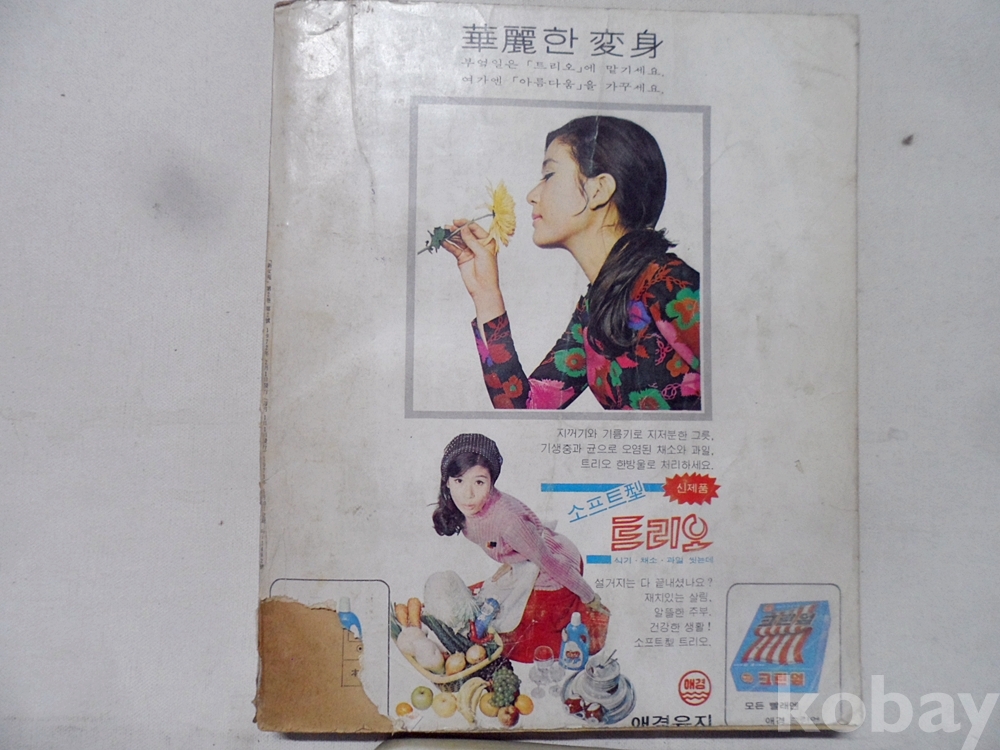 華麗한 変身
부엌일은 「트리오」에 맡기세요.
여가엔 「아름다움」을 가꾸세요.
지꺼기와 기름기로 지저분한 그릇,
기생충과 균으로 오염된 채소와 과일,
트리오 한방울로 처리하세요.
신제품
소프트型
트리오
식기·채소·과일 씻는데
설거지는 다 끝내셨나요?
재치있는 살림,
알뜰한 주부,
건강한 생활!
소프트型 트리오.
애경
애경유지
모든 빨래엔
애경
kobay